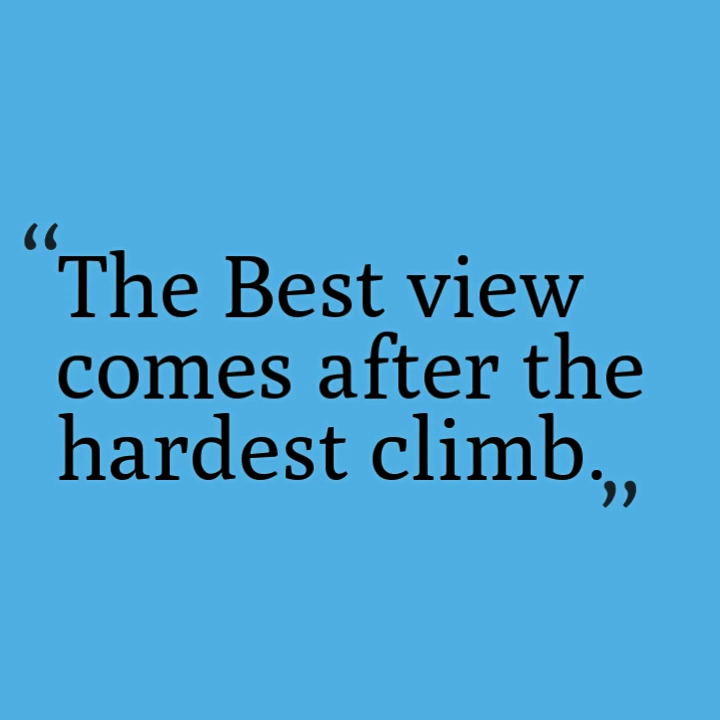 “The Best view
comes after the
hardest climb.”